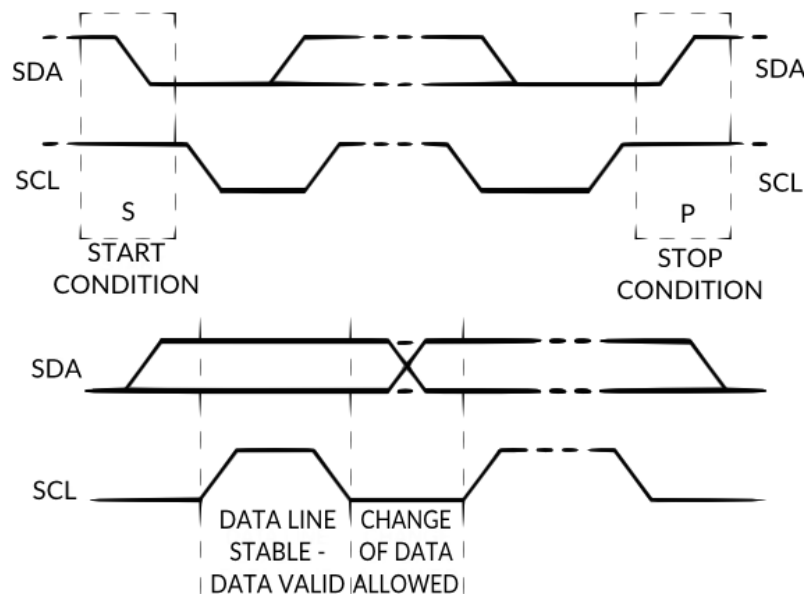 SDA
SDA
SCL
SCL
S
P
START
CONDITION
STOP
CONDITION
SDA
SCL
DATA LINE
STABLE -
DATA VALID
CHANGE
OF DATA
ALLOWED